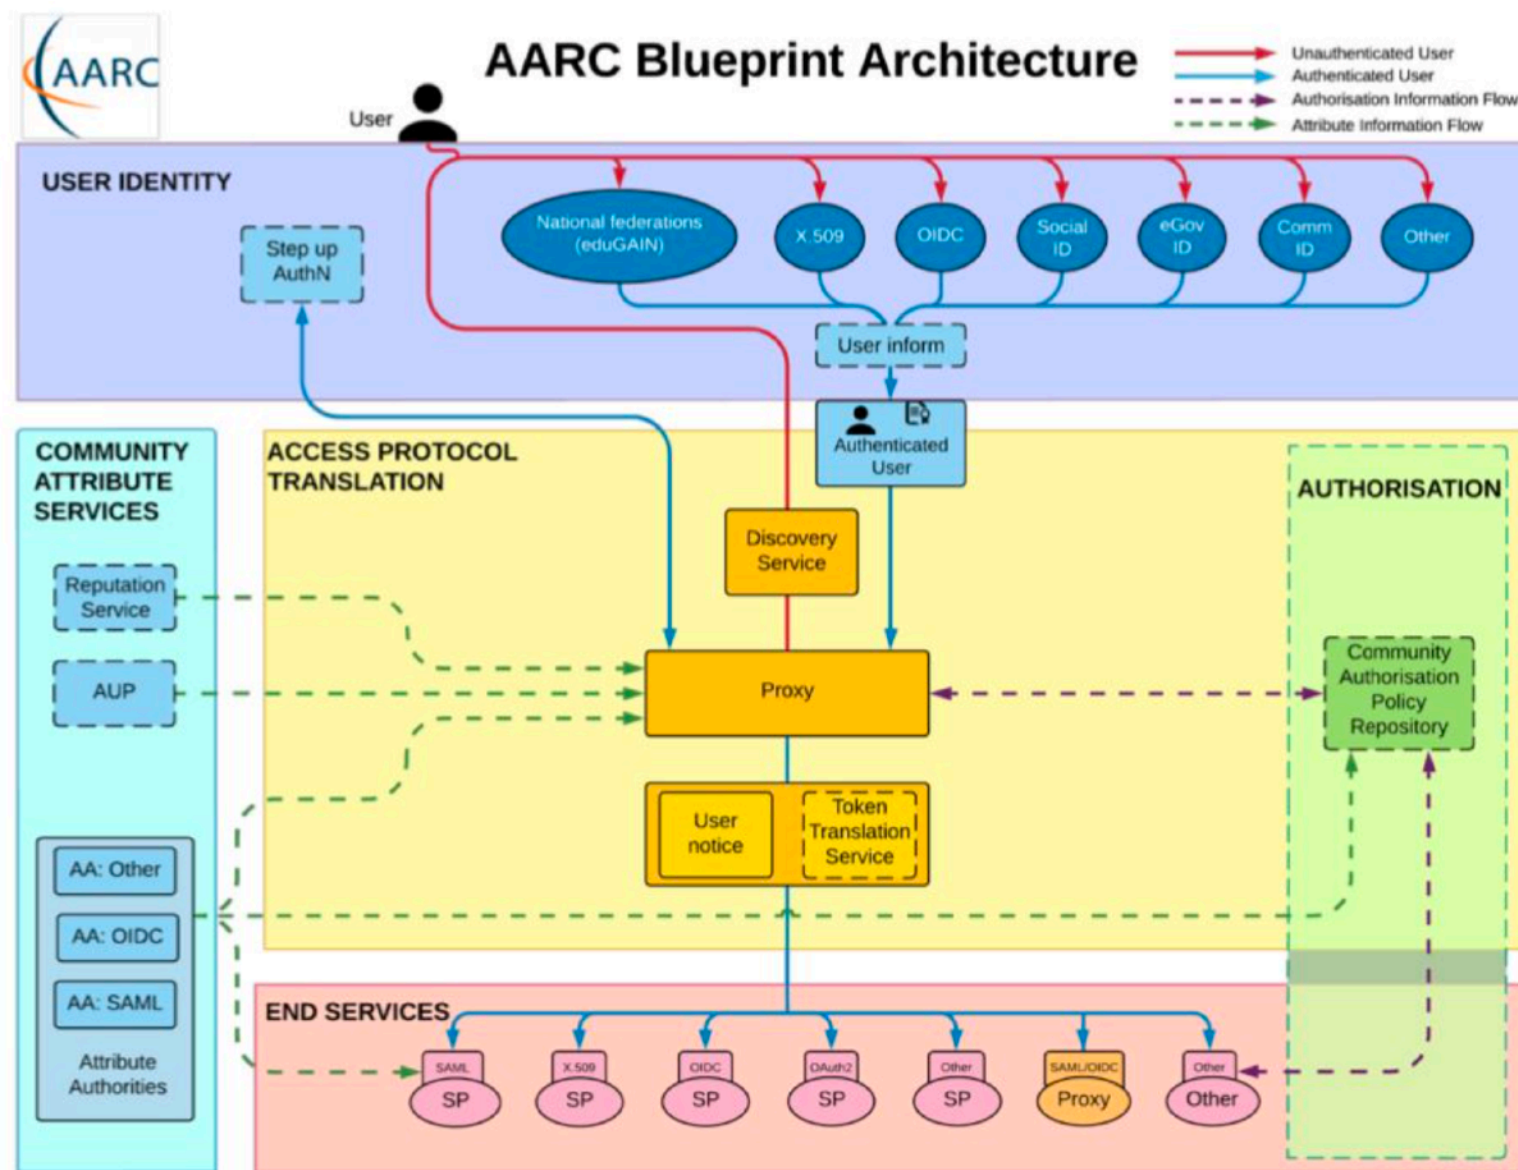 AARC
AARC Blueprint Architecture
Unauthenticated User
Authenticated User
Authorisation Information Flow
Attribute Information Flow
User
USER IDENTITY
Step up
AuthN
National federations
(eduGAIN)
X.509
OIDC
Social
ID
eGov
ID
Comm
ID
Other
User inform
Authenticated
User
COMMUNITY
ATTRIBUTE
SERVICES
Reputation
Service
AUP
AA: Other
AA: OIDC
AA: SAML
Attribute
Authorities
ACCESS PROTOCOL
TRANSLATION
Discovery
Service
Proxy
User
notice
Token
Translation
Service
AUTHORISATION
Community
Authorisation
Policy
Repository
END SERVICES
SAML
SP
X.509
SP
OIDC
SP
OAuth2
SP
Other
SP
SAML/OIDC
Proxy
Other
Other